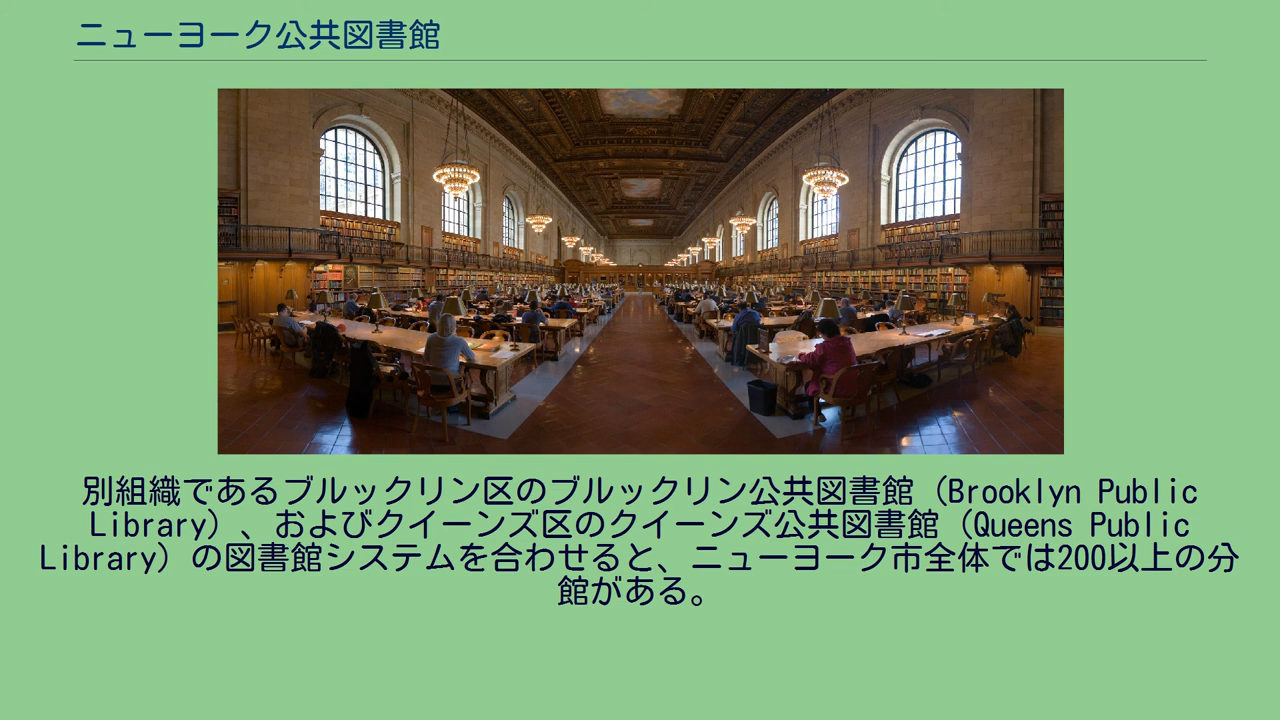 ニューヨーク公共図書館
別組織であるブルックリン区のブルックリン公共図書館（Brooklyn Public
Library）、およびクイーンズ区のクイーンズ公共図書館（Queens Public
Library）の図書館システムを合わせると、ニューヨーク市全体では200以上の分
館がある。